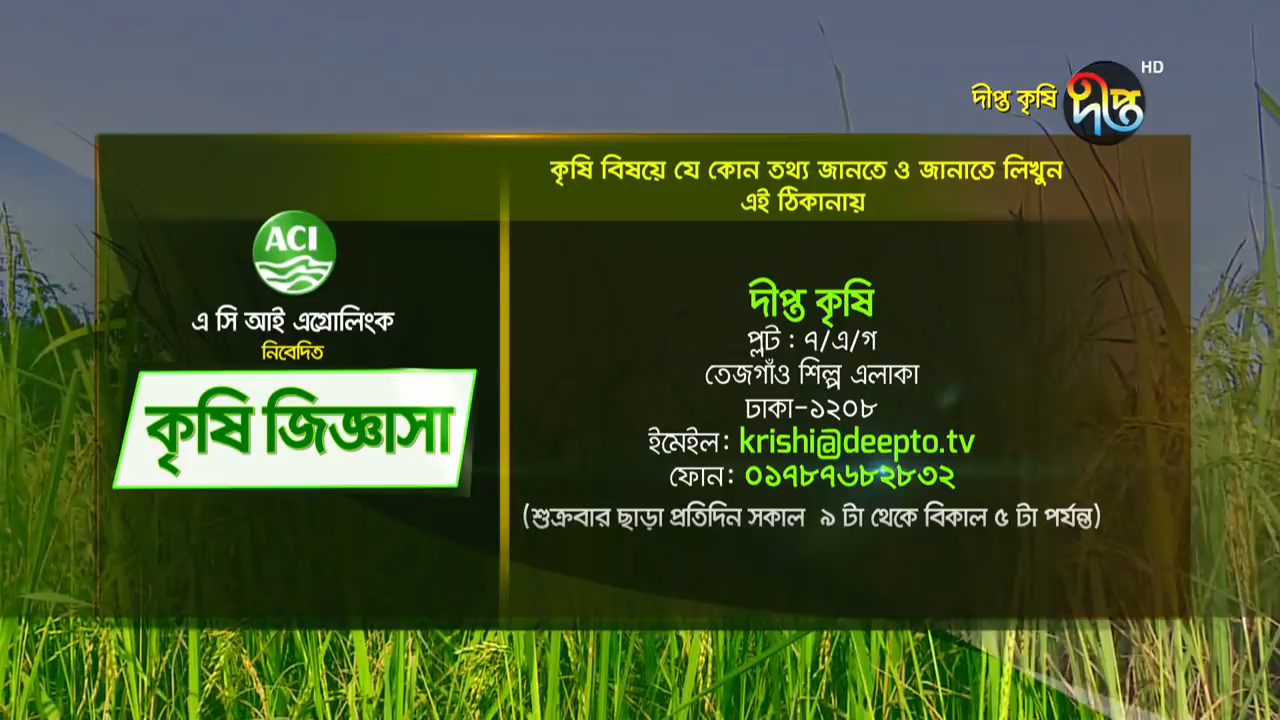 HD
দীপ্ত কৃষি দীপ্ত
কৃষি বিষয়ে যে কোন তথ্য জানতে ও জানাতে লিখুন
এই ঠিকানায়
ACI
এ সি আই এগ্রোলিংক
নিবেদিত
কৃষি জিজ্ঞাসা
দীপ্ত কৃষি
প্লট : ৭/এ/গ
তেজগাঁও শিল্প এলাকা
ঢাকা-১২০৮
ইমেইল: krishi@deepto.tv
ফোন: ০১৭৮৭৬৮২৮৩২
(শুক্রবার ছাড়া প্রতিদিন সকাল ৯ টা থেকে বিকাল ৫ টা পর্যন্ত)